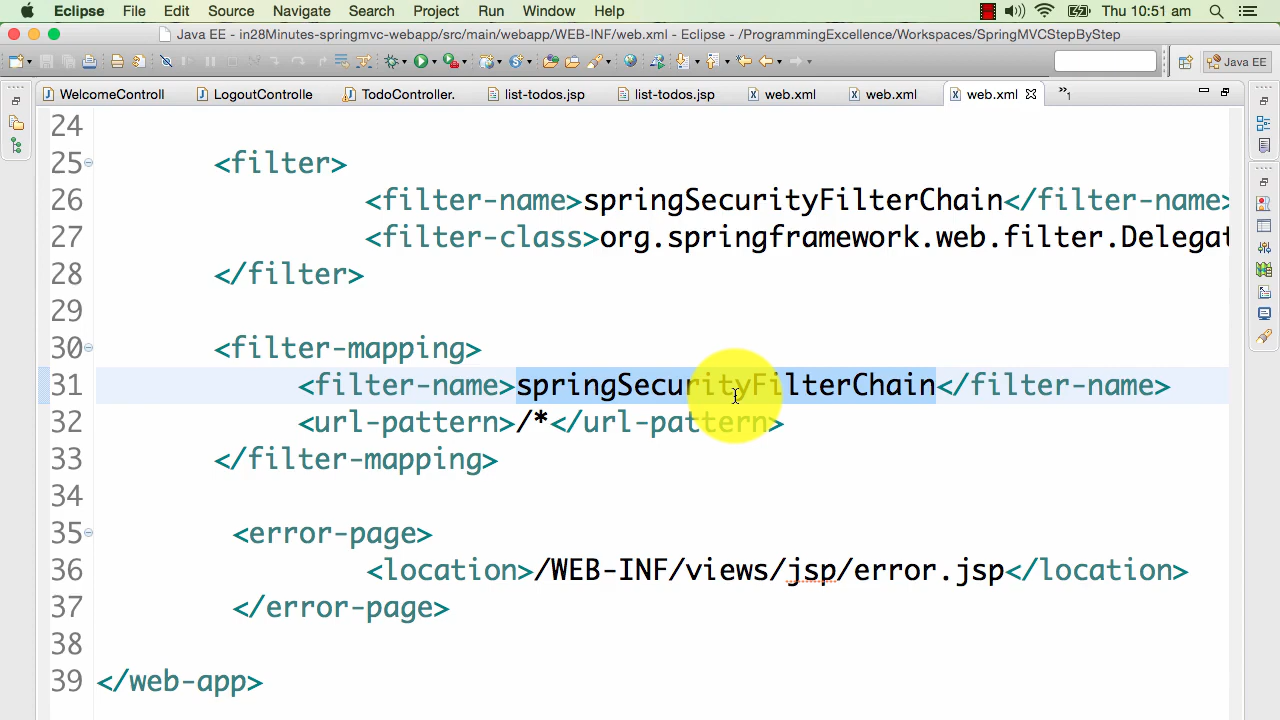 Eclipse File Edit Source Navigate Search Project Run Window Help Thu 10:51 am
Java EE - in28Minutes-springmvc-webapp/src/main/webapp/WEB-INF/web.xml - Eclipse - /ProgrammingExcellence/Workspaces/SpringMVCStepByStep
Java EE
WelcomeControll LogoutControlle TodoController. list-todos.jsp list-todos.jsp web.xml web.xml web.xml »1
24
25 <filter>
26 <filter-name>springSecurityFilterChain</filter-name>
27 <filter-class>org.springframework.web.filter.Delegat
28 </filter>
29
30 <filter-mapping>
31 <filter-name>springSecurityFilterChain</filter-name>
32 <url-pattern>/*</url-pattern>
33 </filter-mapping>
34
35 <error-page>
36 <location>/WEB-INF/views/jsp/error.jsp</location>
37 </error-page>
38
39 </web-app>